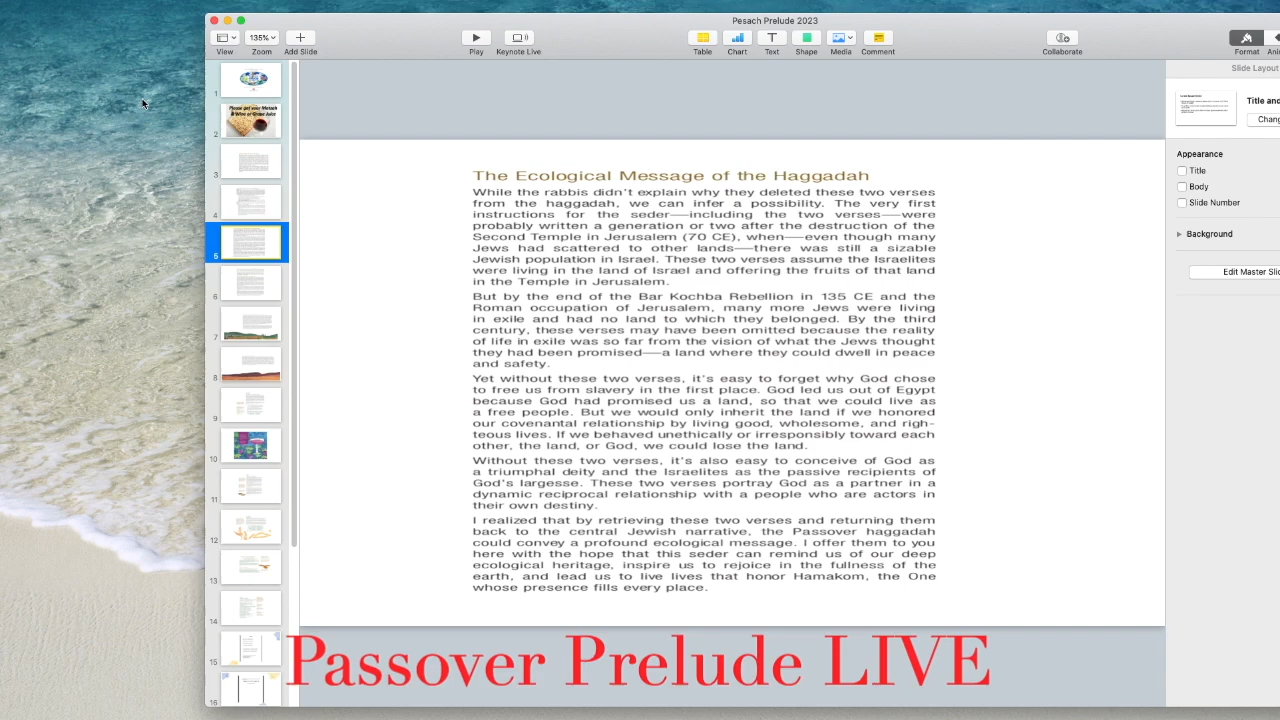 Pesach Prelude 2023
135%
View
Zoom
Add Slide
Play
Keynote Live
Table
Chart
Text
Shape
Media
Comment
Collaborate
Format
Slide Layout
Title and
Appearance
Title
Body
Slide Number
Background
Edit Master
1
Please get your Matzah
& Wine or Grape Juice
2
3
4
5
6
7
8
9
10
11
12
13
14
15
16
The Ecological Message of the Haggadah
While the rabbis didn't explain why they deleted these two verses
from the haggadah, we can infer a possibility. The very first
instructions for the seder—including the two verses—were
probably written a generation or two after the destruction of the
Second Temple in Jerusalem (70 CE), when—even though many
Jews had scattered to other lands—there was still a sizable
Jewish population in Israel. These two verses assume the Israelites
were living in the land of Israel and offering the fruits of that land
in the Temple in Jerusalem.
But by the end of the Bar Kochba Rebellion in 135 CE and the
Roman occupation of Jerusalem, many more Jews were living
in exile and had no land to which they belonged. By the third
century, these verses may have been omitted because the reality
of life in exile was so far from the vision of what the Jews thought
they had been promised—a land where they could dwell in peace
and safety.
Yet without these two verses, it's easy to forget why God chose
to free us from slavery in the first place. God led us out of Egypt
because God had promised us a land, so that we could live as
a free people. But we would only inherit the land if we honored
our covenantal relationship by living good, wholesome, and righ-
teous lives. If we behaved unethically or irresponsibly toward each
other, the land, or God, we could lose the land.
Without these two verses, it's also easy to conceive of God as
a triumphal deity and the Israelites as the passive recipients of
God's largesse. These two verses portray God as a partner in a
dynamic reciprocal relationship with a people who are actors in
their own destiny.
I realized that by retrieving these two verses and returning them
back to the central Jewish narrative, the Passover haggadah
could convey a profound ecological message. I offer them to you
here with the hope that this seder can remind us of our deep
ecological heritage, inspire us to rejoice in the fullness of the
earth, and lead us to live lives that honor Hamakom, the One
whose presence fills every place.
Passover Prelude LIVE